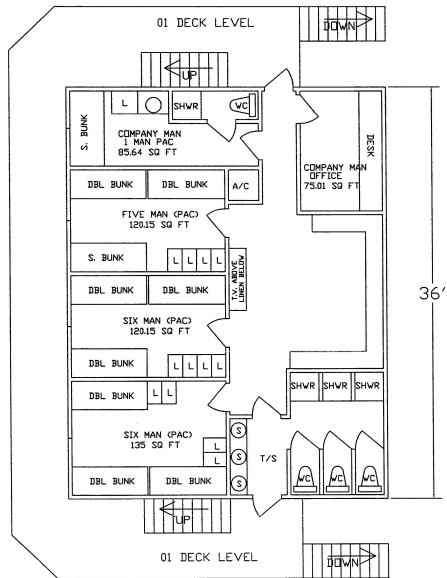 01 DECK LEVEL
DOWN
UP
S. BUNK
L
SHWR
WC
COMPANY MAN
1 MAN PAC
85.64 SQ FT
DESK
COMPANY MAN
OFFICE
75.01 SQ FT
DBL BUNK
DBL BUNK
A/C
FIVE MAN (PAC)
120.15 SQ FT
S. BUNK
L L L L
T.V. ABOVE
LINEN BELOW
DBL BUNK
DBL BUNK
36'
SIX MAN (PAC)
120.15 SQ FT
DBL BUNK
L L L L
DBL BUNK
L L
SHWR SHWR SHWR
SIX MAN (PAC)
135 SQ FT
L
L
S
S
S
T/S
DBL BUNK
DBL BUNK
WC WC WC
UP
01 DECK LEVEL
DOWN